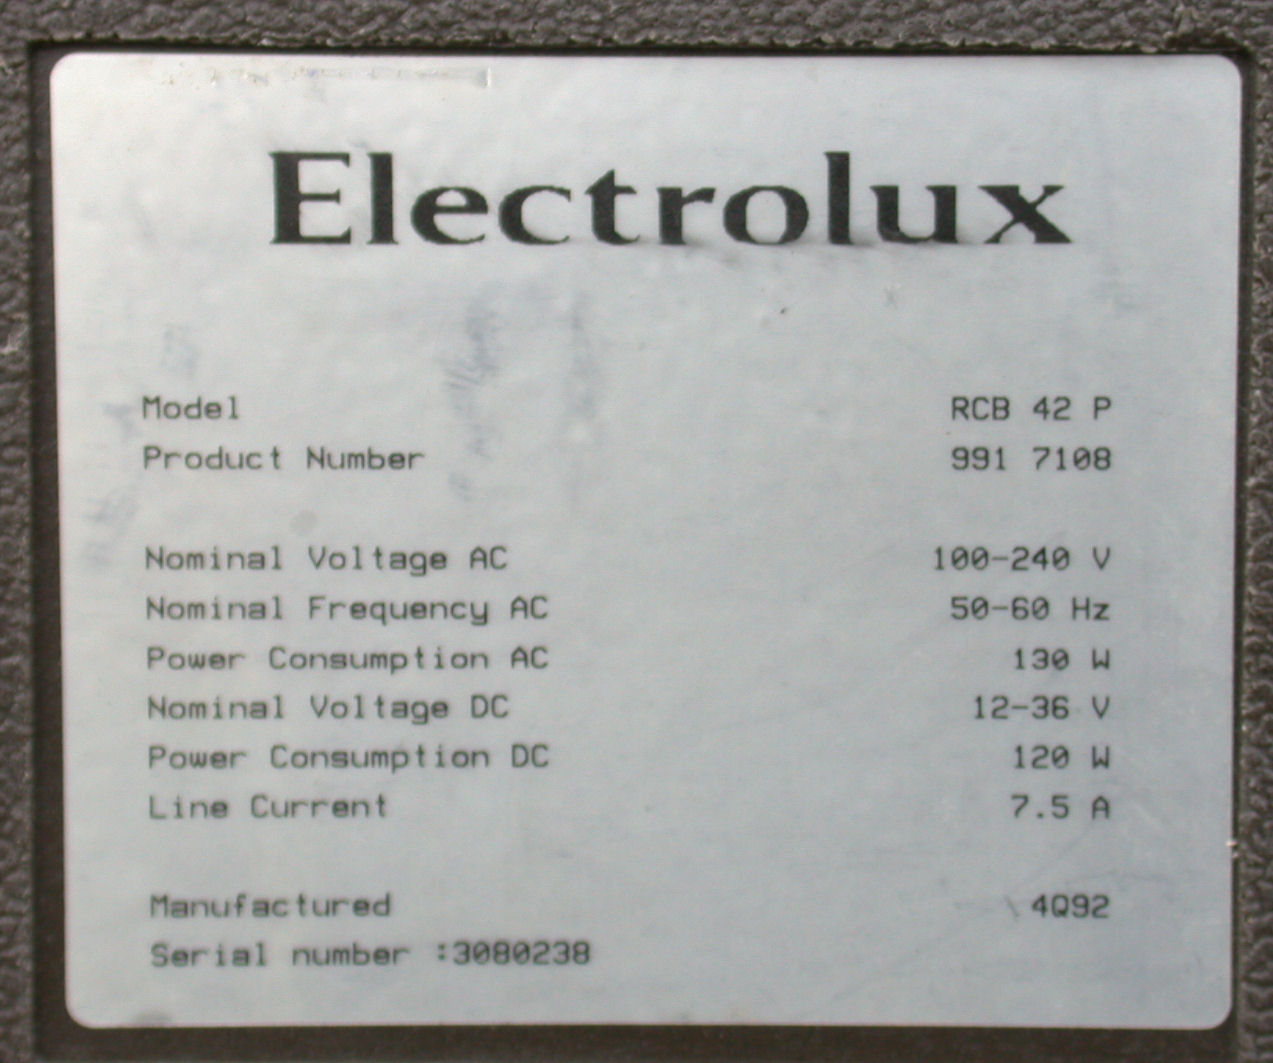 Electrolux
Model RCB 42 P
Product Number 991 7108
Nominal Voltage AC 100-240 V
Nominal Frequency AC 50-60 Hz
Power Consumption AC 130 W
Nominal Voltage DC 12-36 V
Power Consumption DC 120 W
Line Current 7.5 A
Manufactured 4Q92
Serial number :3080238